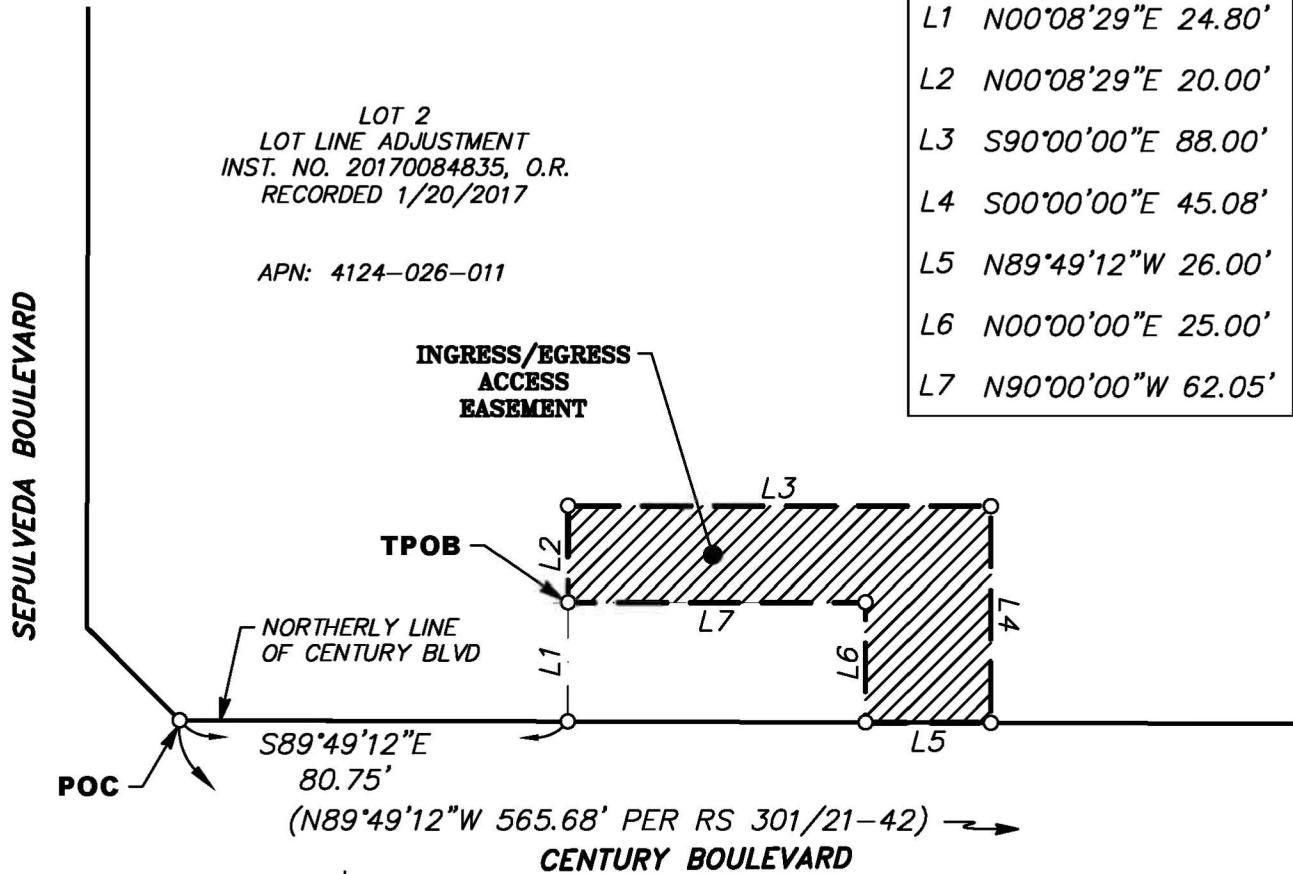 L1 N00°08'29"E 24.80'
L2 N00°08'29"E 20.00'
L3 S90°00'00"E 88.00'
L4 S00°00'00"E 45.08'
L5 N89°49'12"W 26.00'
L6 N00°00'00"E 25.00'
L7 N90°00'00"W 62.05'
LOT 2
LOT LINE ADJUSTMENT
INST. NO. 20170084835, O.R.
RECORDED 1/20/2017
APN: 4124-026-011
SEPULVEDA BOULEVARD
INGRESS/EGRESS
ACCESS
EASEMENT
L3
TPOB
L2
L7
L4
NORTHERLY LINE
OF CENTURY BLVD
L1
L6
L5
S89°49'12"E
80.75'
POC
(N89°49'12"W 565.68' PER RS 301/21-42)
CENTURY BOULEVARD